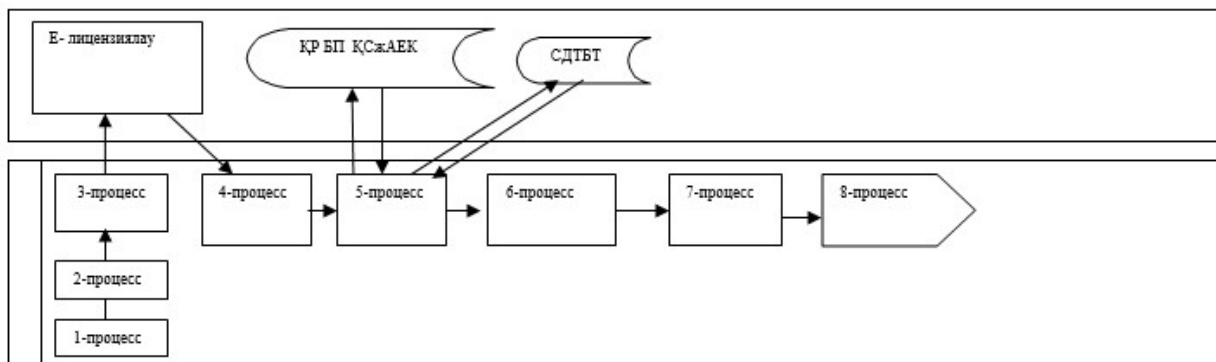 Е- лицензиялау
ҚР БП ҚСжАЕК
СДТБТ
3-процесс
4-процесс
5-процесс
6-процесс
7-процесс
8-процесс
2-процесс
1-процесс